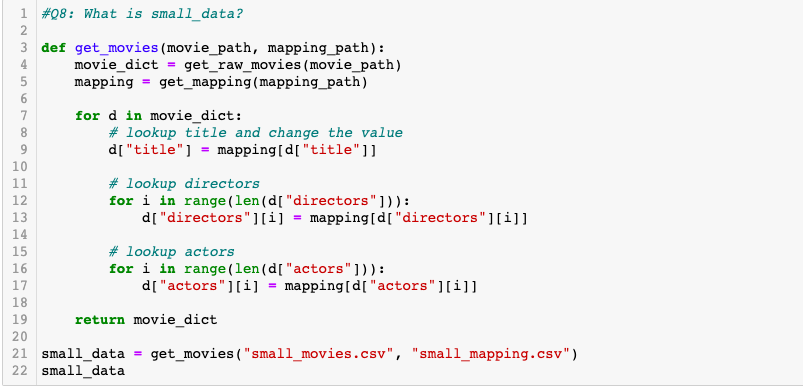 1 #Q8: What is small_data?
2
3 def get_movies(movie_path, mapping_path):
4     movie_dict = get_raw_movies(movie_path)
5     mapping = get_mapping(mapping_path)
6
7     for d in movie_dict:
8         # lookup title and change the value
9         d["title"] = mapping[d["title"]]
10
11         # lookup directors
12         for i in range(len(d["directors"])):
13             d["directors"][i] = mapping[d["directors"][i]]
14
15         # lookup actors
16         for i in range(len(d["actors"])):
17             d["actors"][i] = mapping[d["actors"][i]]
18
19     return movie_dict
20
21 small_data = get_movies("small_movies.csv", "small_mapping.csv")
22 small_data